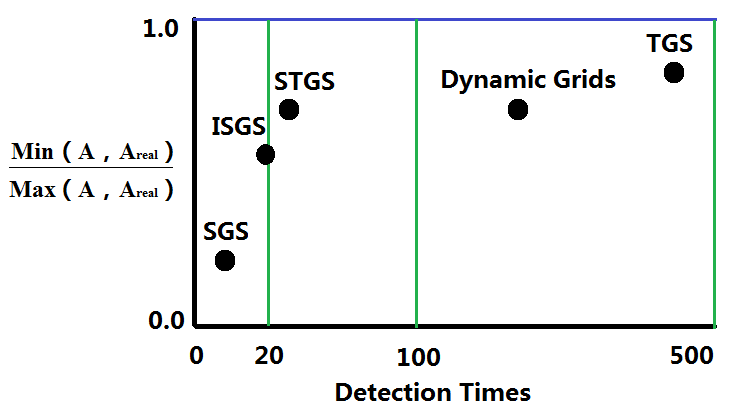 1.0
TGS
STGS
Dynamic Grids
ISGS
Min ( A , Areal )
Max ( A , Areal )
SGS
0.0
0 20 100 500
Detection Times